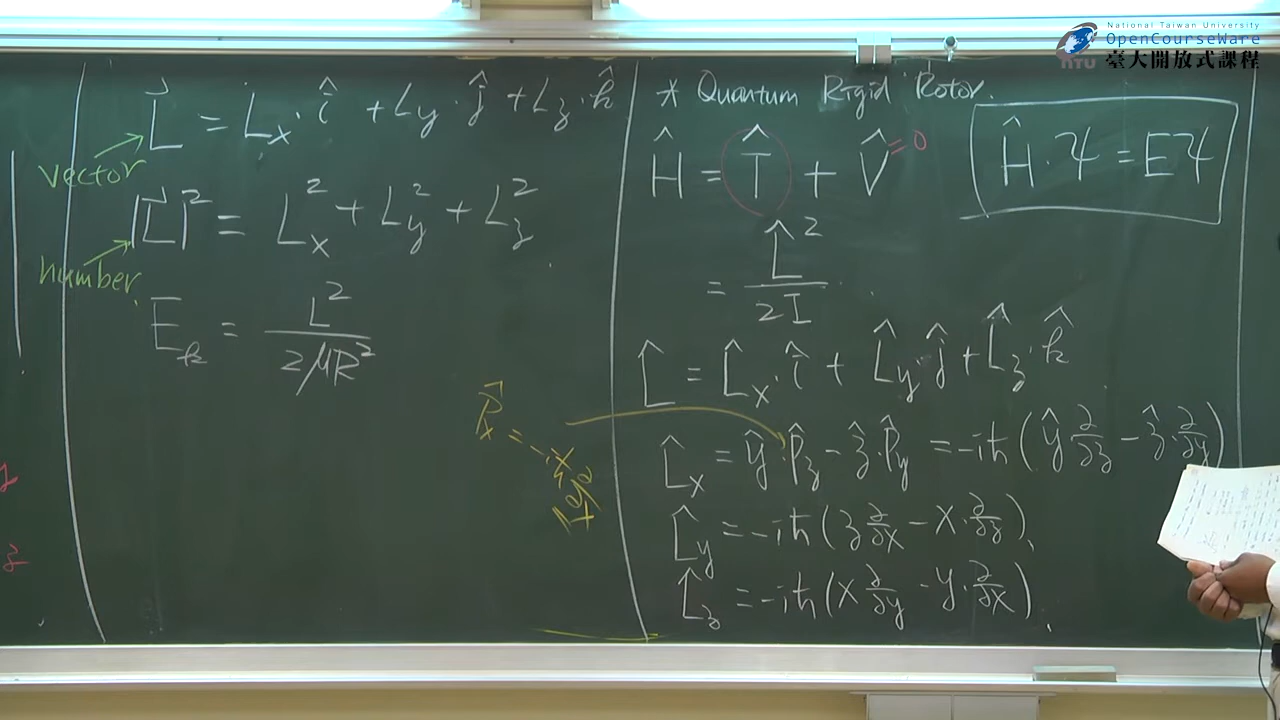 National Taiwan University
OpenCourseWare
臺大開放式課程
L⃗ = Lx·î + Ly·ĵ + Lz·k̂
vector
|L⃗|² = Lx² + Ly² + Lz²
number
Ek = L² / 2μR²
* Quantum Rigid Rotor.
Ĥ = T̂ + V̂ = 0
Ĥ·Ψ = EΨ
= L̂² / 2I
L̂ = L̂x·î + L̂y·ĵ + L̂z·k̂
L̂x = ŷ·P̂z − ẑ·P̂y = −iħ(ŷ ∂/∂z − ẑ·∂/∂y)
L̂y = −iħ(z ∂/∂x − x·∂/∂z)
L̂z = −iħ(x ∂/∂y − y·∂/∂x)